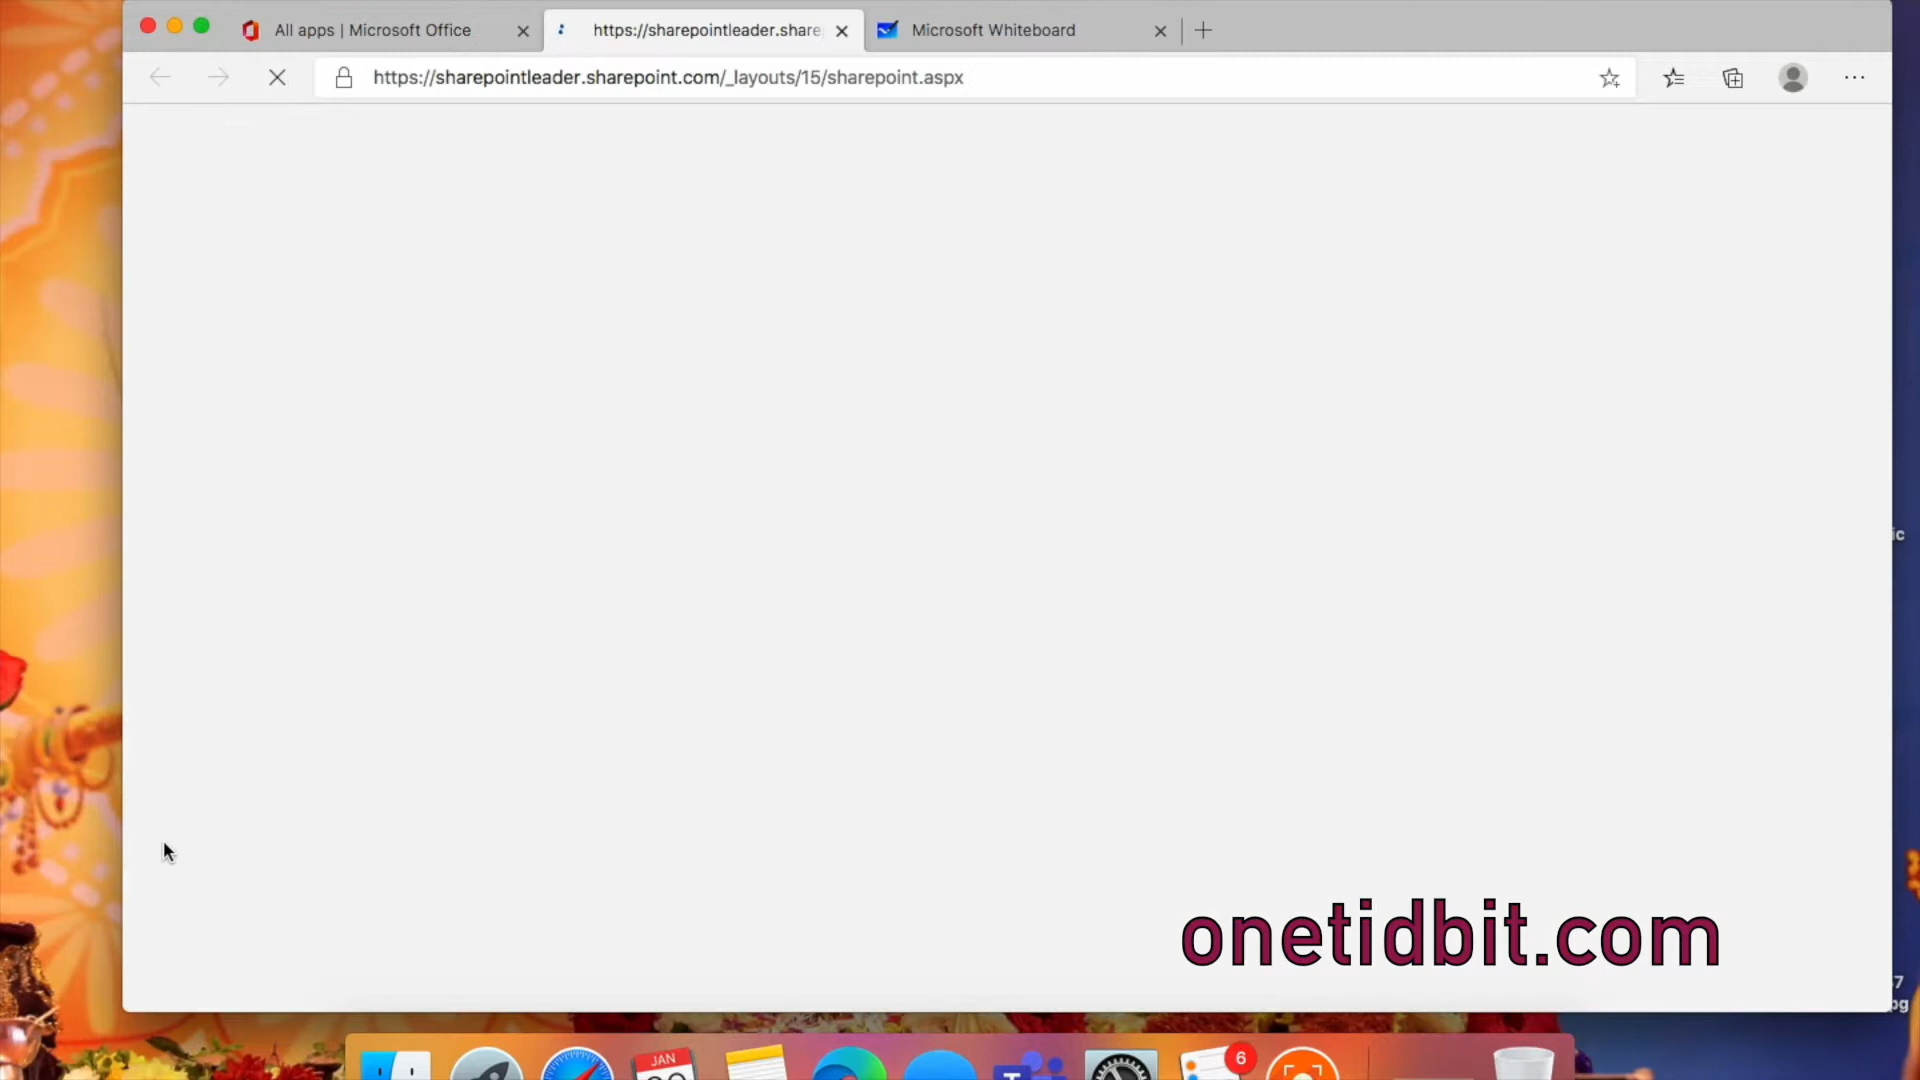 All apps | Microsoft Office
https://sharepointleader.share
Microsoft Whiteboard
https://sharepointleader.sharepoint.com/_layouts/15/sharepoint.aspx
ic
onetidbit.com
JAN
6